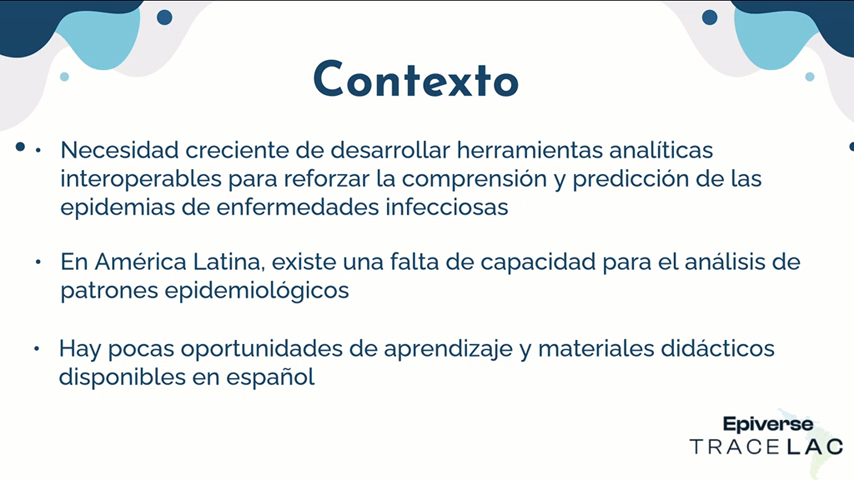 Contexto
• Necesidad creciente de desarrollar herramientas analíticas
interoperables para reforzar la comprensión y predicción de las
epidemias de enfermedades infecciosas
• En América Latina, existe una falta de capacidad para el análisis de
patrones epidemiológicos
• Hay pocas oportunidades de aprendizaje y materiales didácticos
disponibles en español
Epiverse
TRACELAC